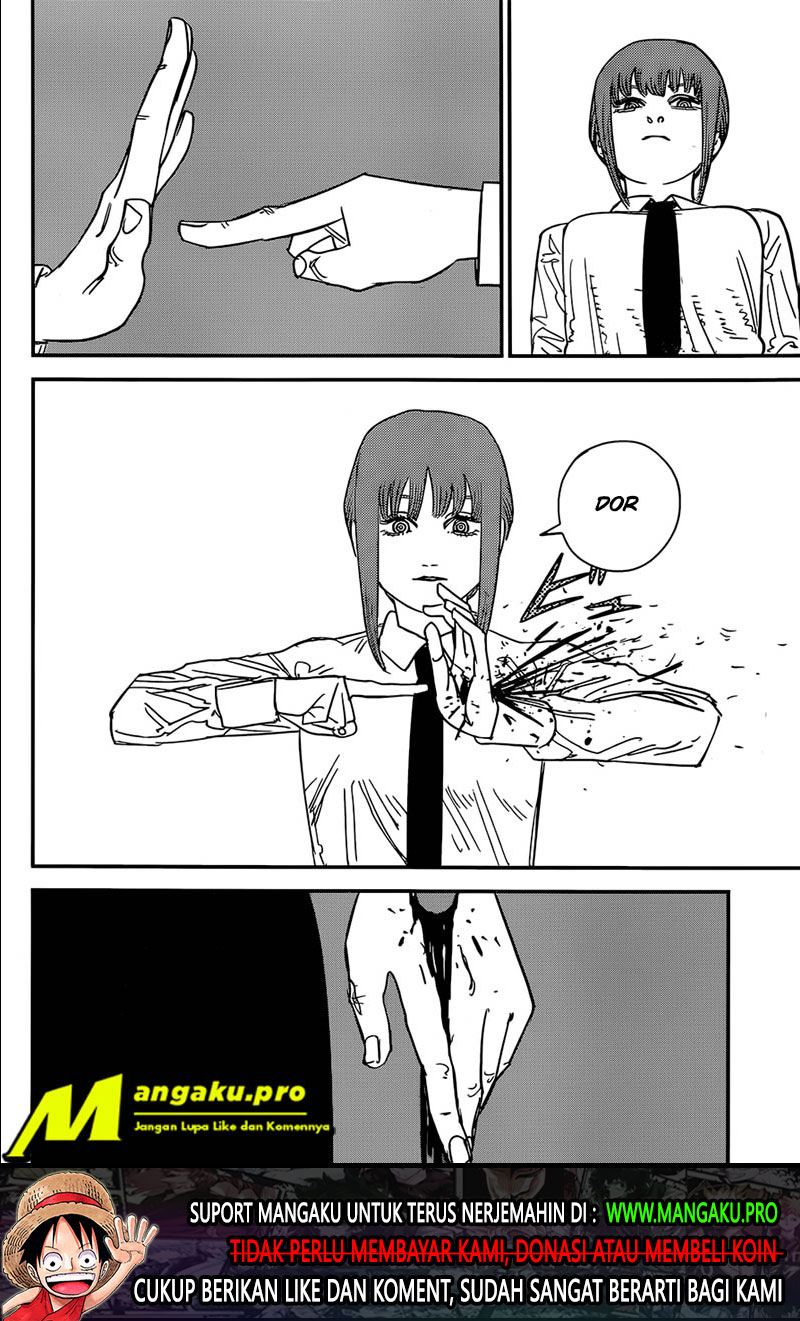 DOR
Mangaku.pro
Jangan Lupa Like dan Komennya
SUPORT MANGAKU UNTUK TERUS NERJEMAHIN DI : WWW.MANGAKU.PRO
TIDAK PERLU MEMBAYAR KAMI, DONASI ATAU MEMBELI KOIN
CUKUP BERIKAN LIKE DAN KOMENT, SUDAH SANGAT BERARTI BAGI KAMI